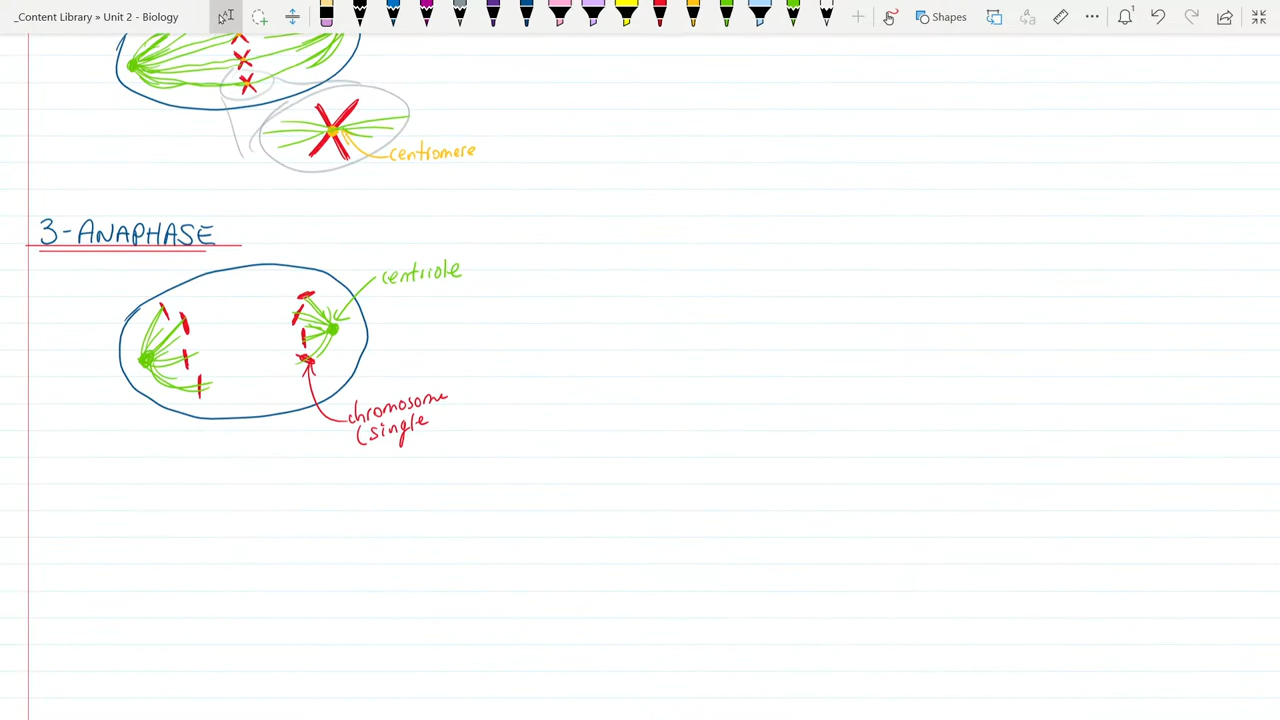 _Content Library » Unit 2 - Biology
Shapes
centromere
3-ANAPHASE
centriole
chromosome
(single